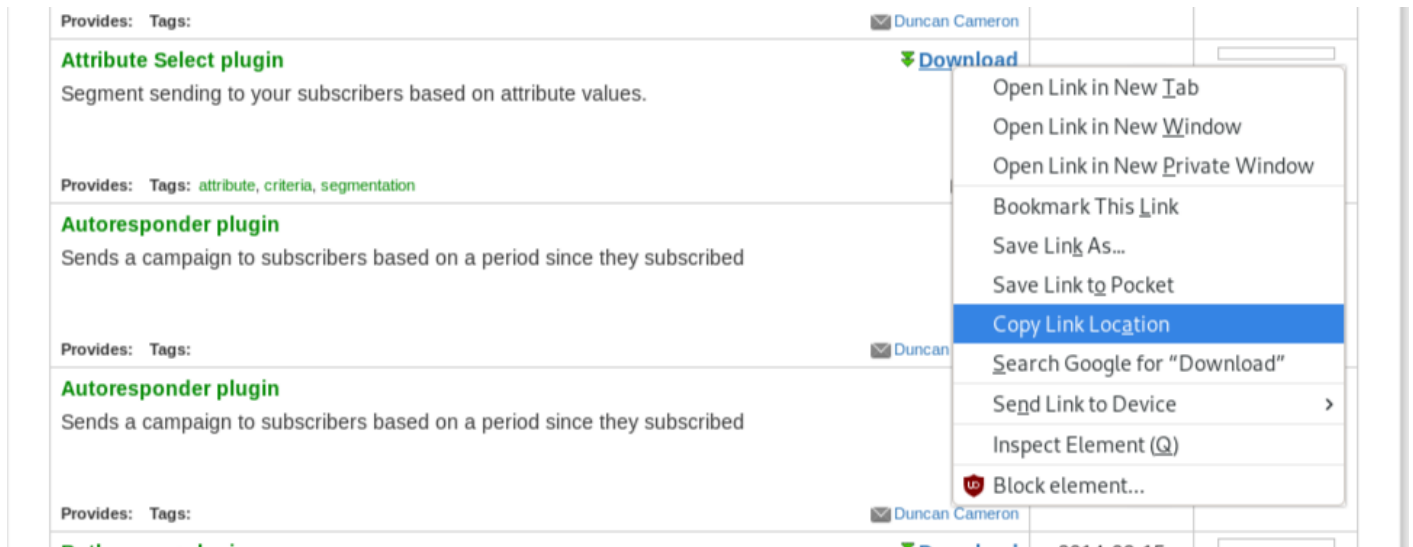 Provides: Tags: Duncan Cameron
Attribute Select plugin Download
Segment sending to your subscribers based on attribute values.
Provides: Tags: attribute, criteria, segmentation
Autoresponder plugin
Sends a campaign to subscribers based on a period since they subscribed
Provides: Tags: Duncan
Autoresponder plugin
Sends a campaign to subscribers based on a period since they subscribed
Provides: Tags: Duncan Cameron
Open Link in New Tab
Open Link in New Window
Open Link in New Private Window
Bookmark This Link
Save Link As...
Save Link to Pocket
Copy Link Location
Search Google for “Download”
Send Link to Device
Inspect Element (Q)
Block element...